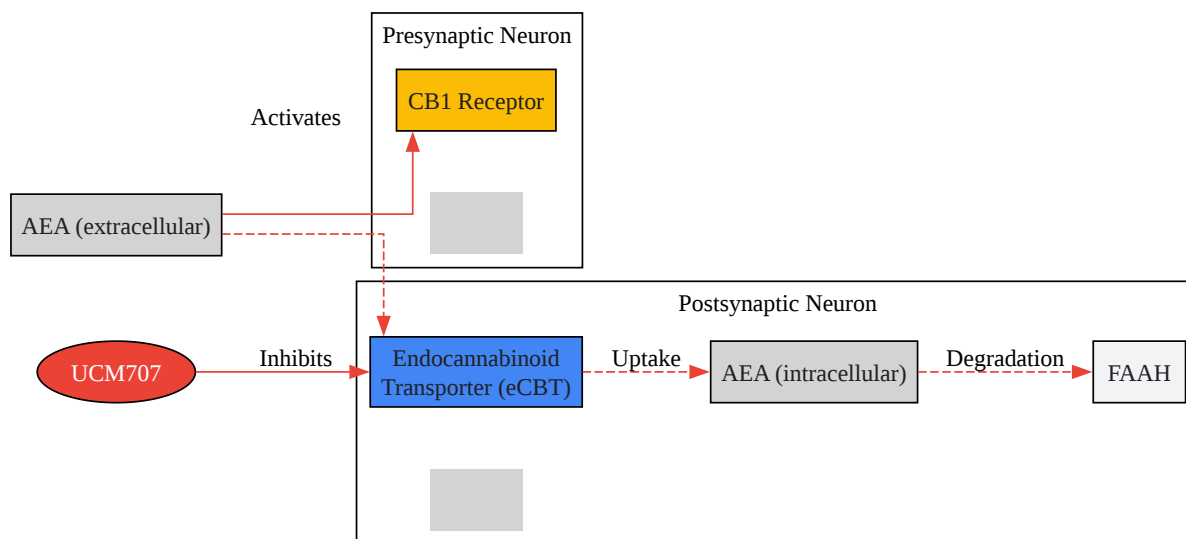 Presynaptic Neuron
CB1 Receptor
Activates
AEA (extracellular)
Postsynaptic Neuron
UCM707
Inhibits
Endocannabinoid
Transporter (eCBT)
Uptake
AEA (intracellular)
Degradation
FAAH